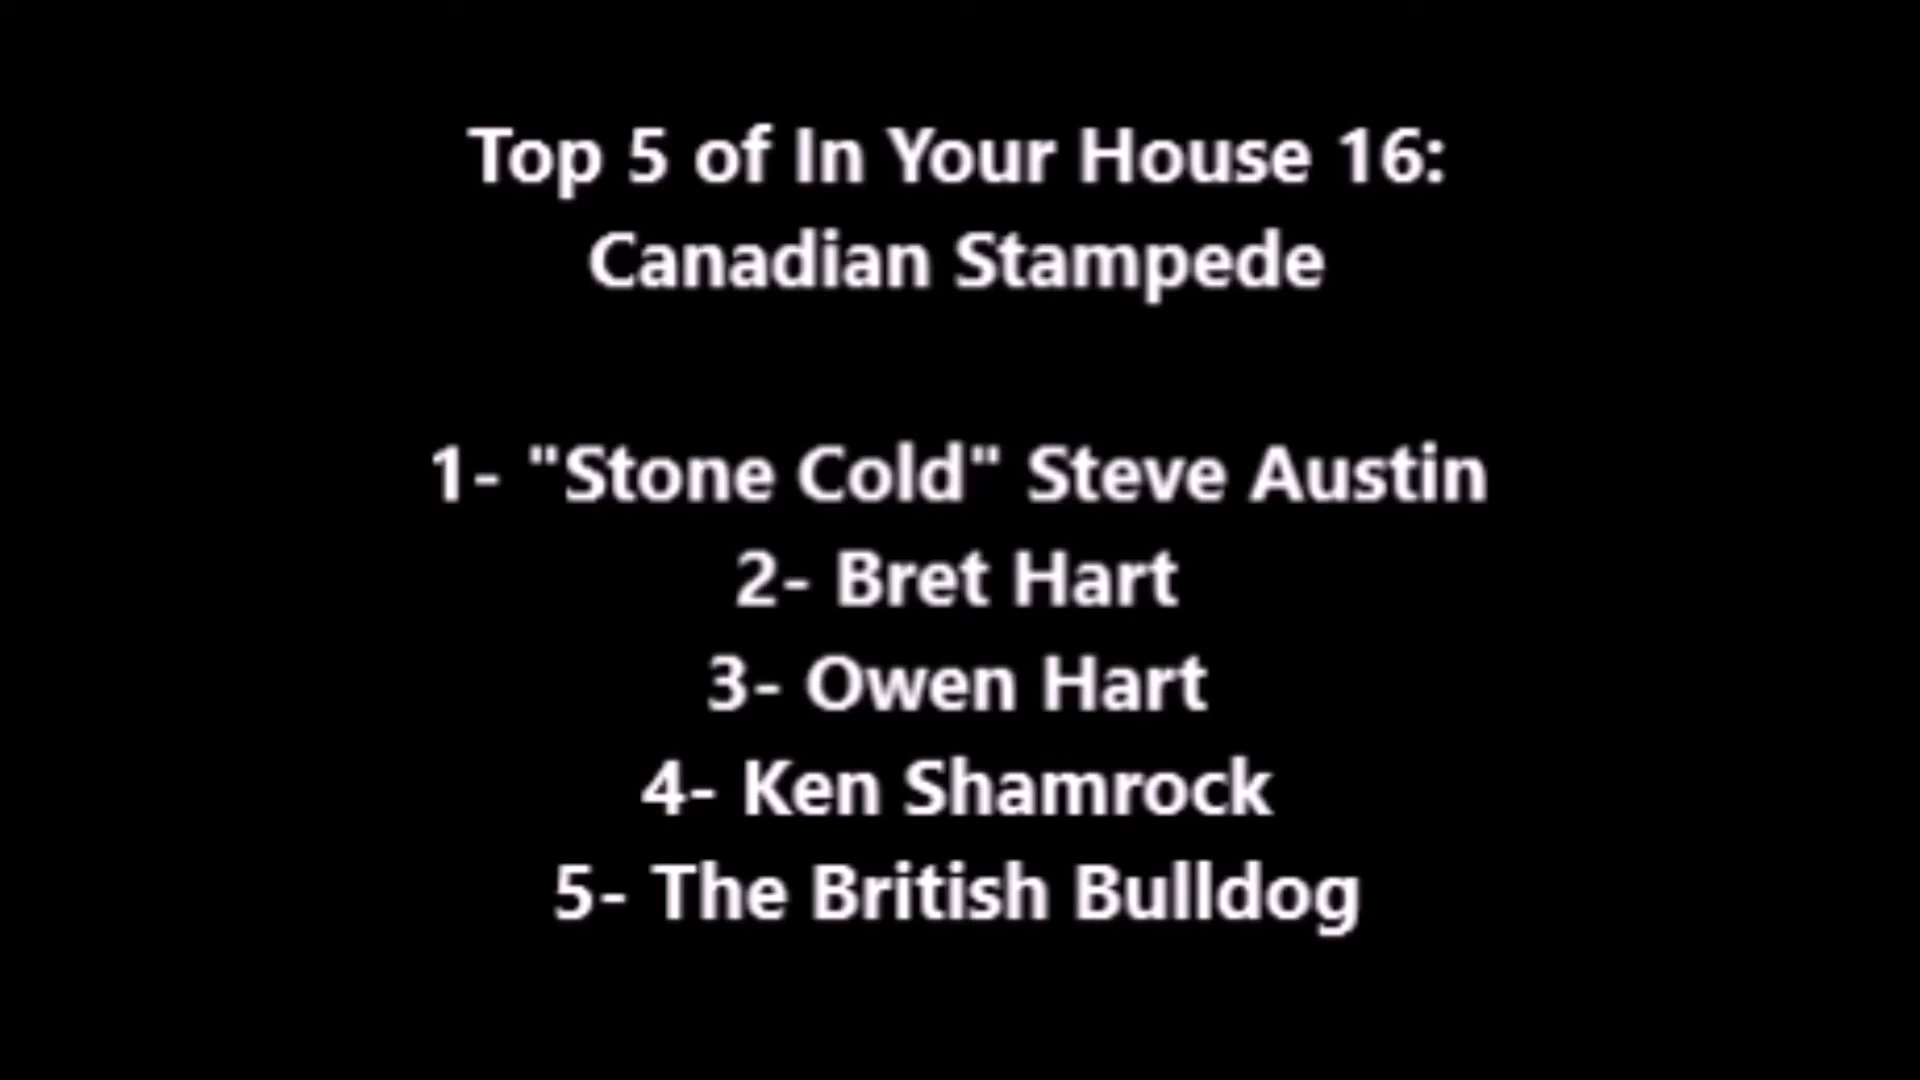 Top 5 of In Your House 16:
Canadian Stampede
1- "Stone Cold" Steve Austin
2- Bret Hart
3- Owen Hart
4- Ken Shamrock
5- The British Bulldog